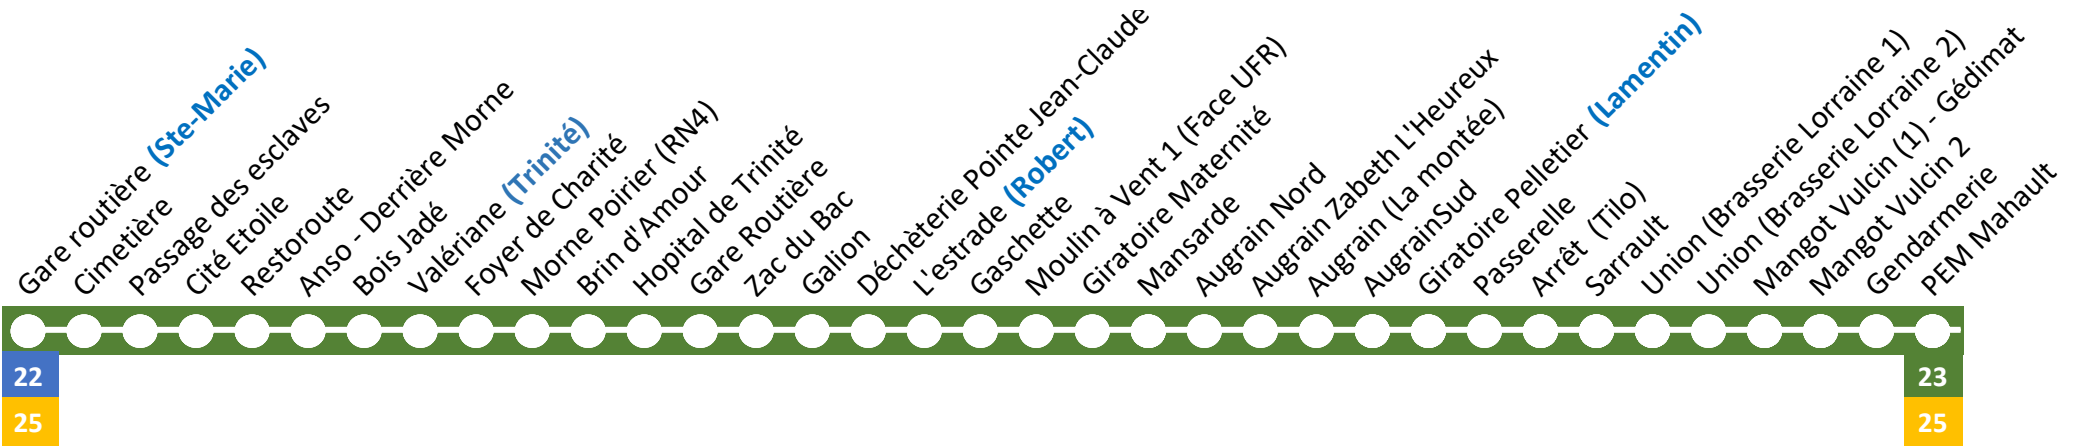 Gare routière (Ste-Marie)
Cimetière
Passage des esclaves
Cité Etoile
Restoroute
Anso - Derrière Morne
Bois Jadé
Valériane (Trinité)
Foyer de Charité
Morne Poirier (RN4)
Brin d'Amour
Hopital de Trinité
Gare Routière
Zac du Bac
Galion
Déchèterie Pointe Jean-Claude
L'estrade (Robert)
Gaschette
Moulin à Vent 1 (Face UFR)
Giratoire Maternité
Mansarde
Augrain Nord
Augrain Zabeth L'Heureux
Augrain (La montée)
AugrainSud
Giratoire Pelletier (Lamentin)
Passerelle
Arrêt (Tilo)
Sarrault
Union (Brasserie Lorraine 1)
Union (Brasserie Lorraine 2)
Mangot Vulcin (1) - Gédimat
Mangot Vulcin 2
Gendarmerie
PEM Mahault
22
23
25
25